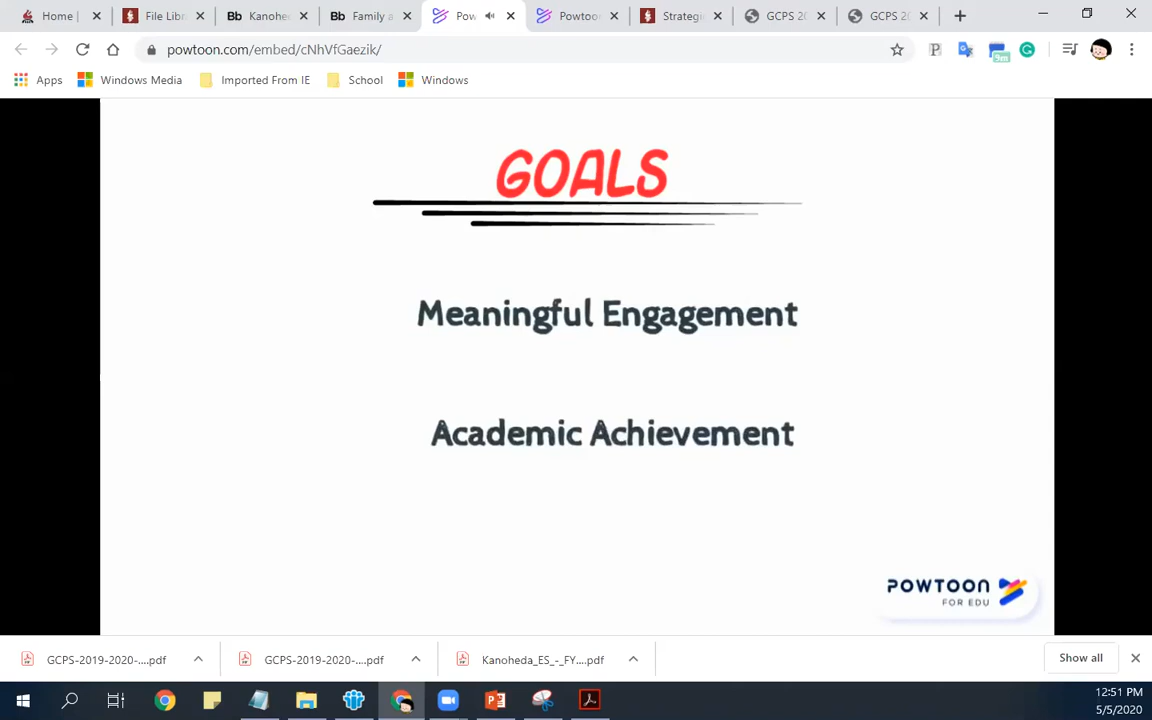 Home |
File Libr
Bb Kanohe
Bb Family a
Pow
Powtoo
Strateg
GCPS 20
GCPS 20
powtoon.com/embed/cNhVfGaezik/
9m
Apps
Windows Media
Imported From IE
School
Windows
GOALS
Meaningful Engagement
Academic Achievement
POWTOON
FOR EDU
GCPS-2019-2020-....pdf
GCPS-2019-2020-....pdf
Kanoheda_ES_-_FY....pdf
Show all
12:51 PM
5/5/2020